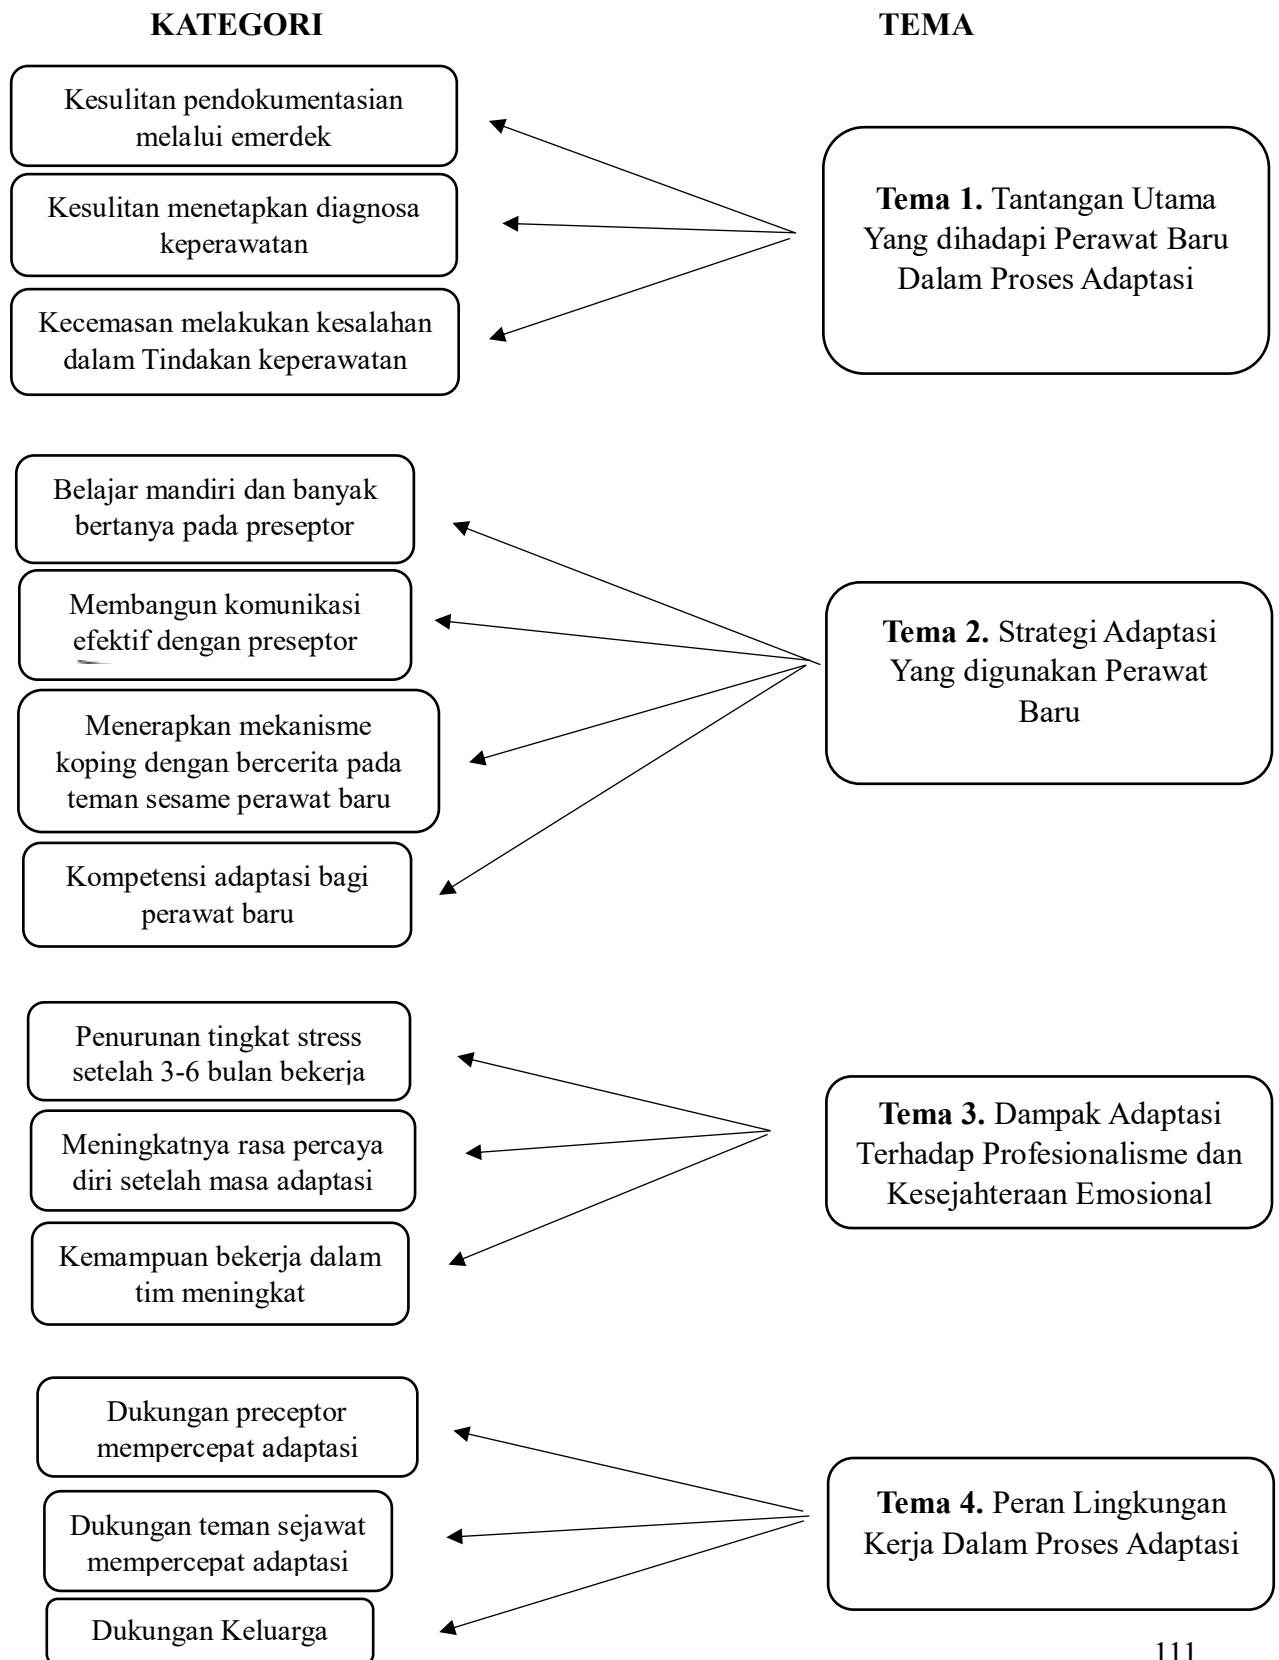 KATEGORI
TEMA
Kesulitan pendokumentasian
melalui emerdek
Kesulitan menetapkan diagnosa
keperawatan
Kecemasan melakukan kesalahan
dalam Tindakan keperawatan
Tema 1. Tantangan Utama
Yang dihadapi Perawat Baru
Dalam Proses Adaptasi
Belajar mandiri dan banyak
bertanya pada preseptor
Membangun komunikasi
efektif dengan preseptor
Menerapkan mekanisme
koping dengan bercerita pada
teman sesame perawat baru
Kompetensi adaptasi bagi
perawat baru
Tema 2. Strategi Adaptasi
Yang digunakan Perawat
Baru
Penurunan tingkat stress
setelah 3-6 bulan bekerja
Meningkatnya rasa percaya
diri setelah masa adaptasi
Kemampuan bekerja dalam
tim meningkat
Tema 3. Dampak Adaptasi
Terhadap Profesionalisme dan
Kesejahteraan Emosional
Dukungan preceptor
mempercepat adaptasi
Dukungan teman sejawat
mempercepat adaptasi
Dukungan Keluarga
Tema 4. Peran Lingkungan
Kerja Dalam Proses Adaptasi
111